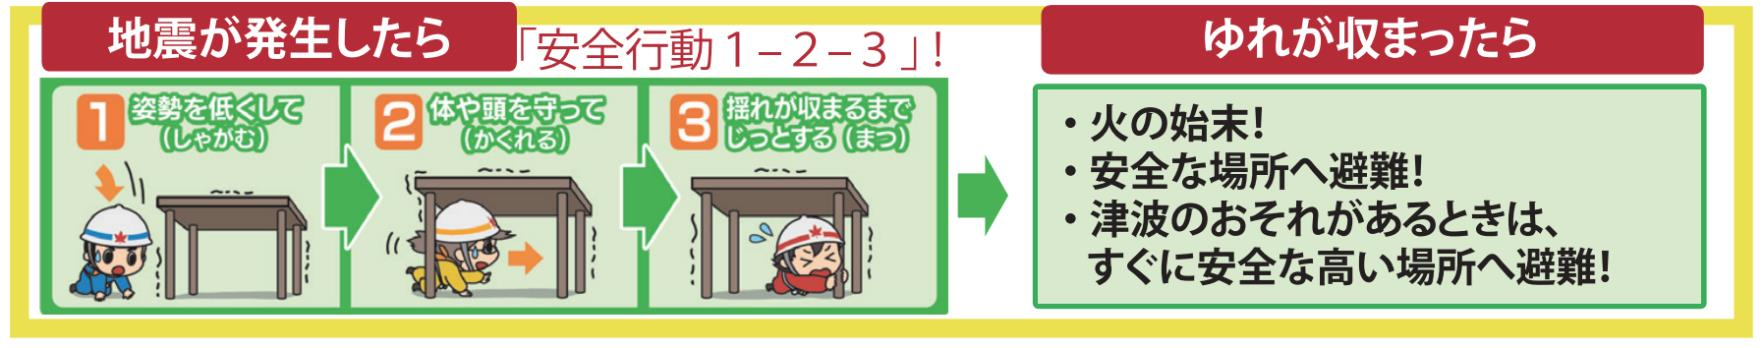 地震が発生したら
「安全行動１－２－３」！
1 姿勢を低くして
(しゃがむ)
2 体や頭を守って
(かくれる)
3 揺れが収まるまで
じっとする(まつ)
ゆれが収まったら
・火の始末！
・安全な場所へ避難！
・津波のおそれがあるときは、
すぐに安全な高い場所へ避難！